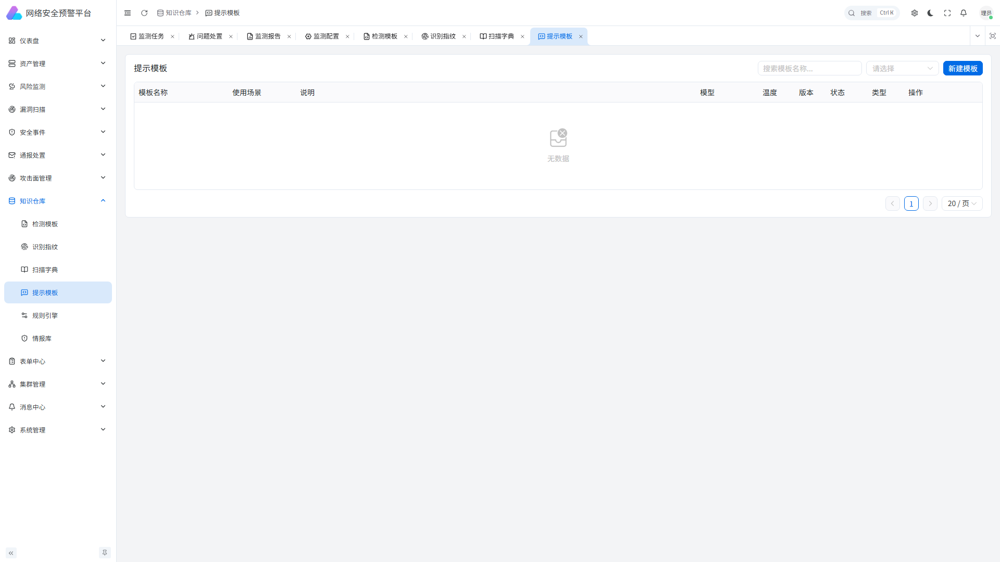 网络安全预警平台
知识仓库
提示模板
搜索
Ctrl K
理员
监测任务
问题处置
监测报告
监测配置
检测模板
识别指纹
扫描字典
提示模板
仪表盘
资产管理
风险监测
漏洞扫描
安全事件
通报处置
攻击面管理
知识仓库
检测模板
识别指纹
扫描字典
提示模板
规则引擎
情报库
表单中心
集群管理
消息中心
系统管理
提示模板
搜索模板名称...
请选择
新建模板
模板名称 使用场景 说明 模型 温度 版本 状态 类型 操作
无数据
1
20 / 页